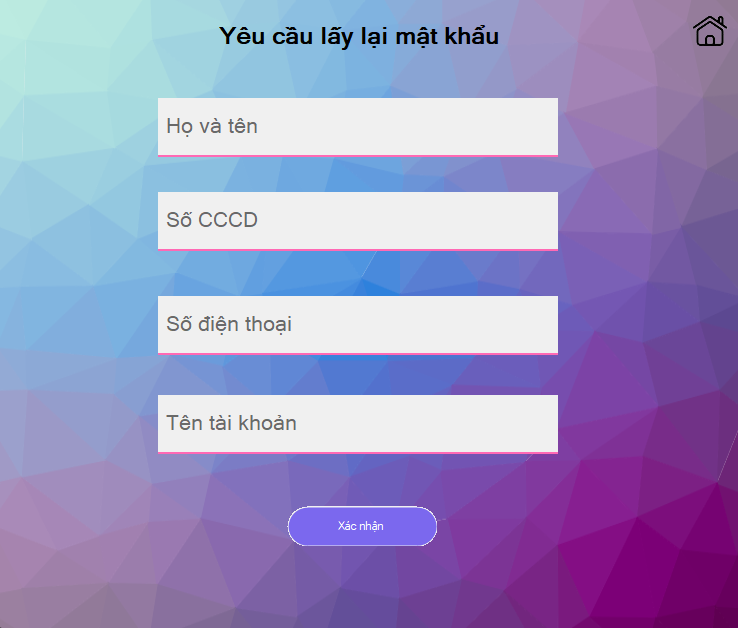 Yêu cầu lấy lại mật khẩu
Họ và tên
Số CCCD
Số điện thoại
Tên tài khoản
Xác nhận